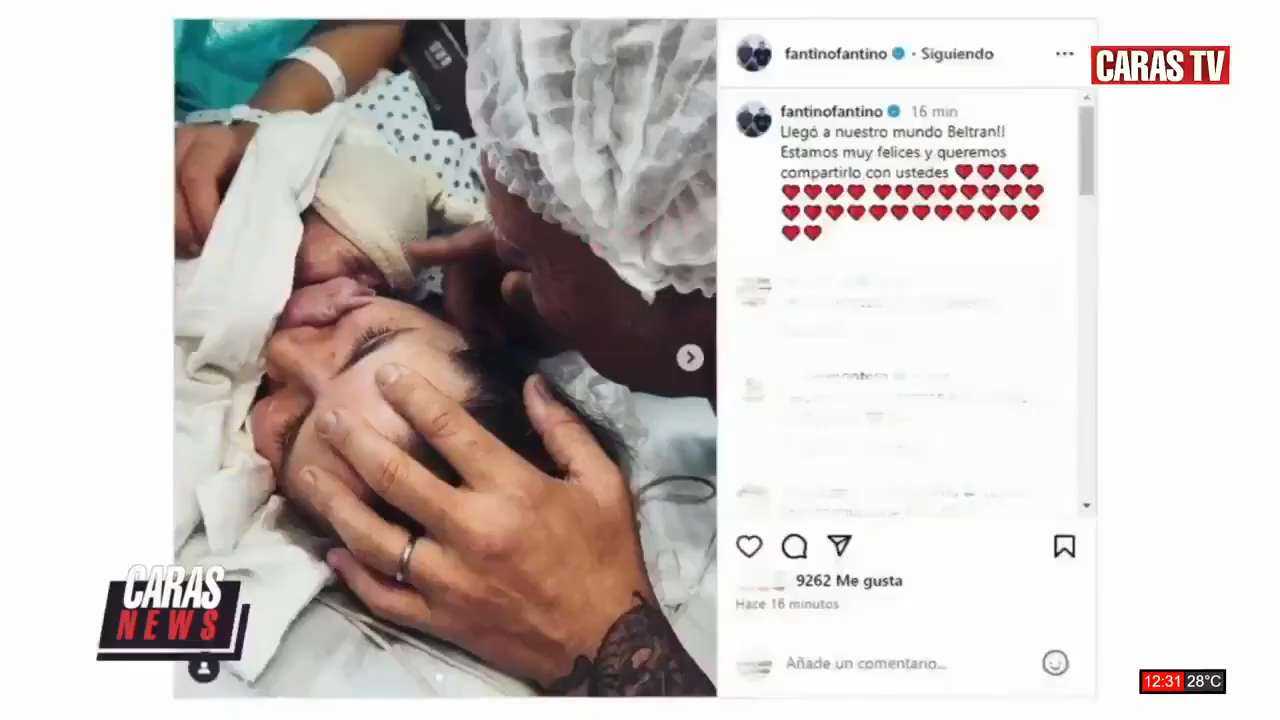 fantinofantino • Siguiendo
CARAS TV
fantinofantino 16 min
Llegó a nuestro mundo Beltran!!
Estamos muy felices y queremos
compartirlo con ustedes ❤️❤️❤️❤️
❤️❤️❤️❤️ ❤️❤️❤️❤️❤️❤️❤️❤️
❤️❤️❤️❤️❤️❤️❤️❤️❤️❤️❤️❤️
❤️❤️
9262 Me gusta
Hace 16 minutos
Añade un comentario...
CARAS
NEWS
12:31 28°C